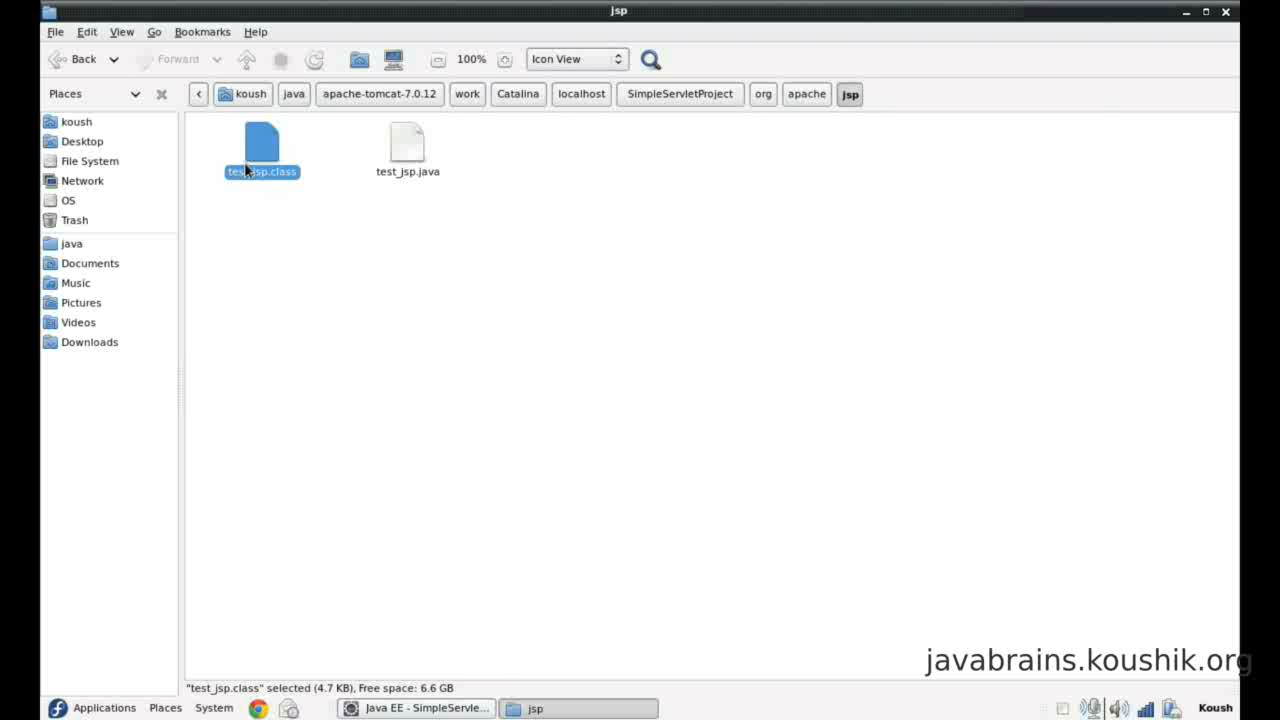 jsp
File Edit View Go Bookmarks Help
Back Forward 100% Icon View
Places < koush java apache-tomcat-7.0.12 work Catalina localhost SimpleServletProject org apache jsp
koush
Desktop
File System
Network
OS
Trash
java
Documents
Music
Pictures
Videos
Downloads
test_jsp.class test_jsp.java
javabrains.koushik.org
"test_jsp.class" selected (4.7 KB), Free space: 6.6 GB
Applications Places System Java EE - SimpleServle... jsp Koush